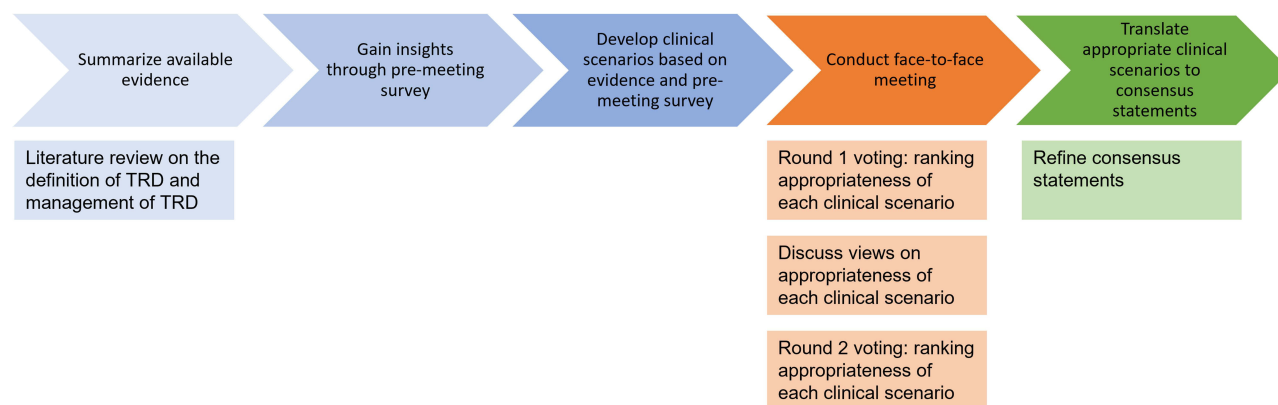 Summarize available
evidence
Gain insights
through pre-meeting
survey
Develop clinical
scenarios based on
evidence and pre-
meeting survey
Conduct face-to-face
meeting
Translate
appropriate clinical
scenarios to
consensus
statements
Literature review on the
definition of TRD and
management of TRD
Round 1 voting: ranking
appropriateness of
each clinical scenario
Discuss views on
appropriateness of
each clinical scenario
Round 2 voting: ranking
appropriateness of
each clinical scenario
Refine consensus
statements